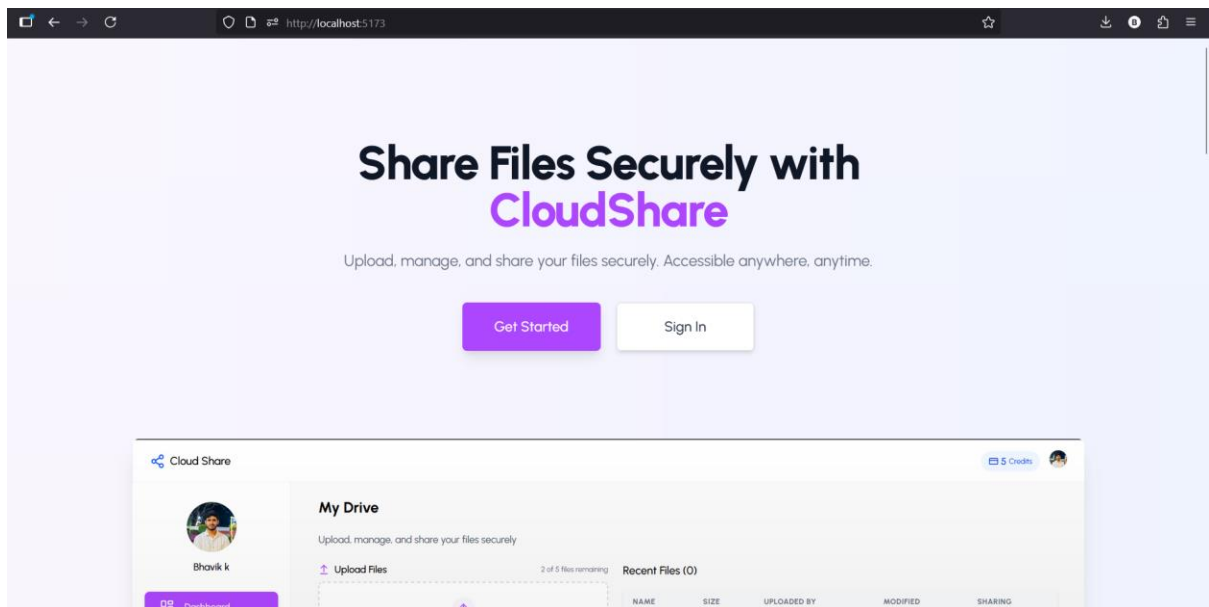 http://localhost:5173
Share Files Securely with
CloudShare
Upload, manage, and share your files securely. Accessible anywhere, anytime.
Get Started
Sign In
Cloud Share
5 Credits
Bhavik k
Dashboard
My Drive
Upload, manage, and share your files securely
Upload Files
2 of 5 files remaining
Recent Files (0)
NAME SIZE UPLOADED BY MODIFIED SHARING